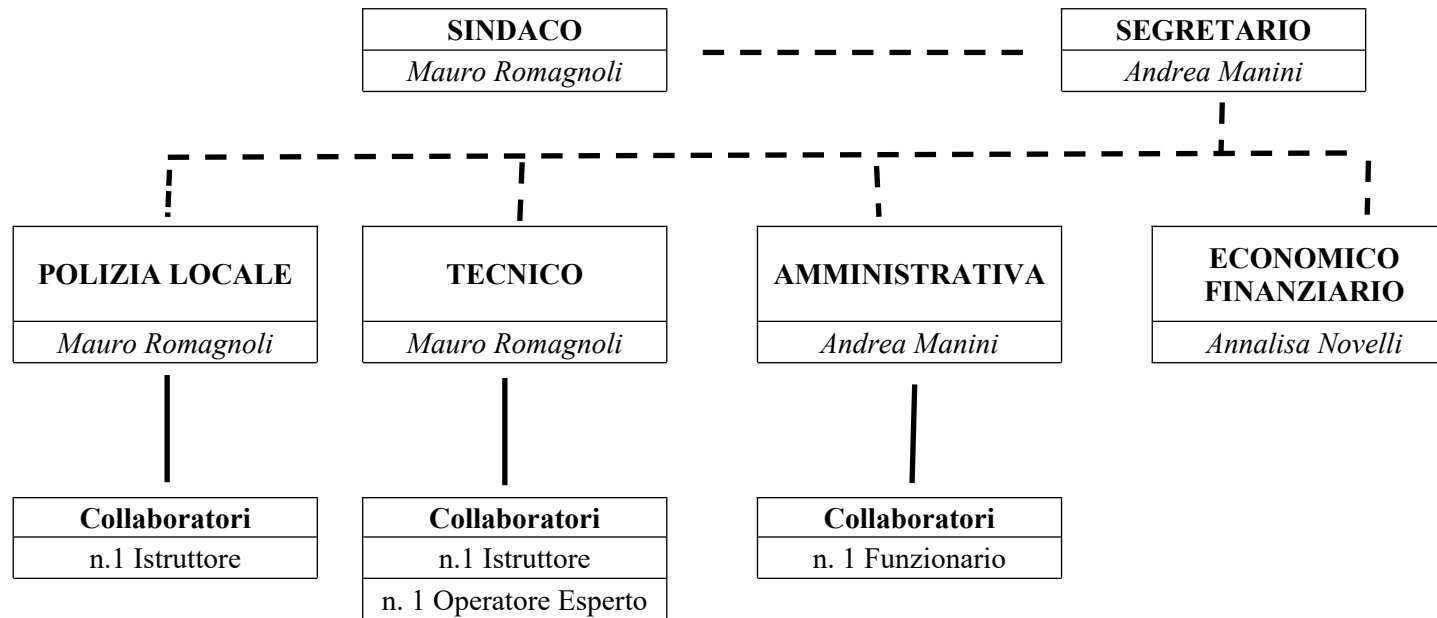 SINDACO
Mauro Romagnoli
SEGRETARIO
Andrea Manini
POLIZIA LOCALE
Mauro Romagnoli
TECNICO
Mauro Romagnoli
AMMINISTRATIVA
Andrea Manini
ECONOMICO
FINANZIARIO
Annalisa Novelli
Collaboratori
n.1 Istruttore
Collaboratori
n.1 Istruttore
n. 1 Operatore Esperto
Collaboratori
n. 1 Funzionario